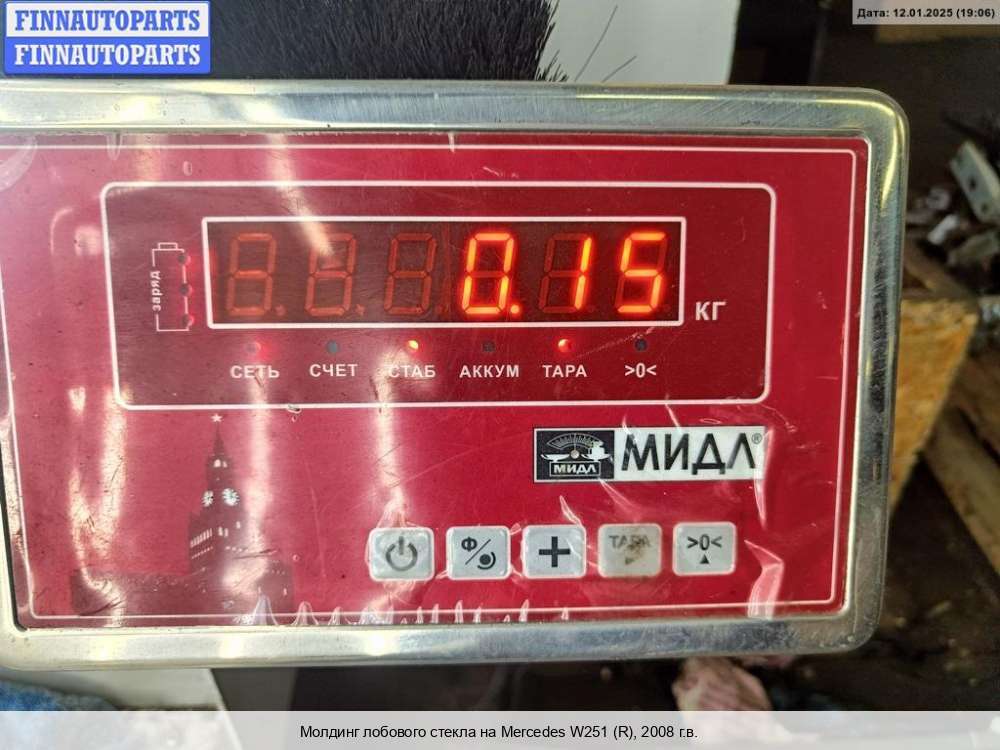 FINNAUTOPARTS
FINNAUTOPARTS
Дата: 12.01.2025 (19:06)
заряд
0.15
КГ
СЕТЬ СЧЕТ СТАБ АККУМ ТАРА >0<
МИДЛ МИДЛ®
Ф ТАРА >0<
Молдинг лобового стекла на Mercedes W251 (R), 2008 г.в.